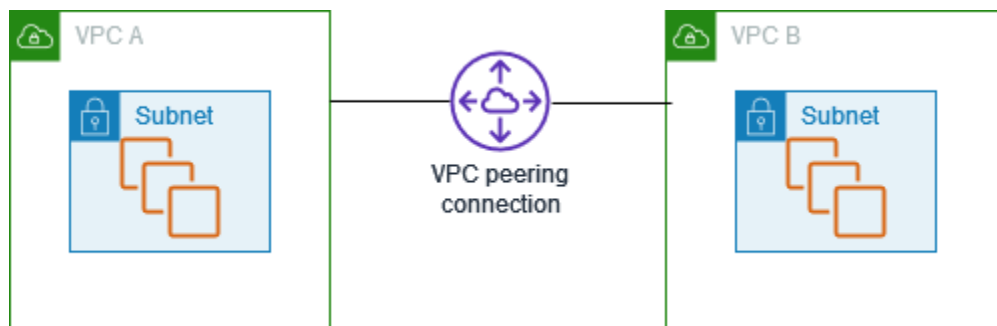 VPC A
VPC B
Subnet
Subnet
VPC peering
connection